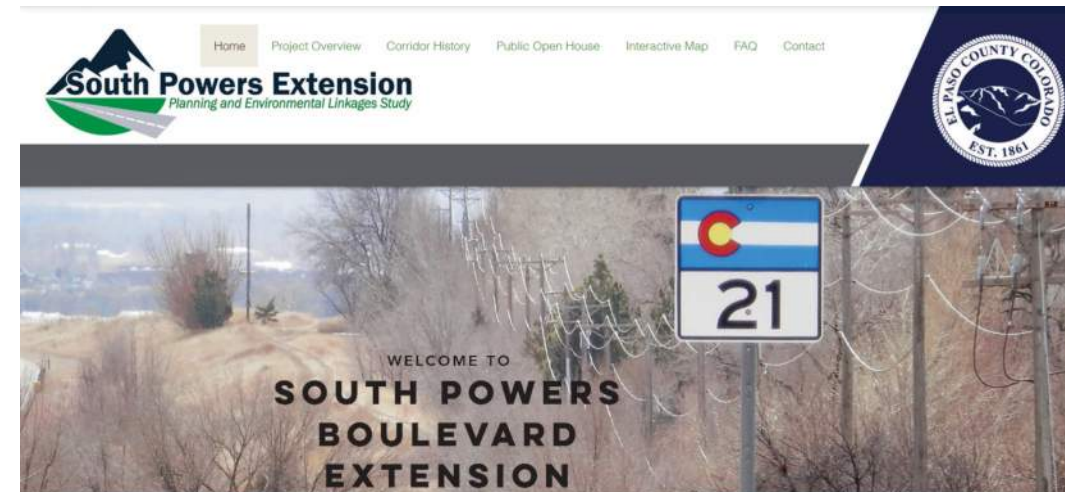 Home Project Overview Corridor History Public Open House Interactive Map FAQ Contact
South Powers Extension
Planning and Environmental Linkages Study
EL PASO COUNTY COLORADO
EST. 1861
21
WELCOME TO
SOUTH POWERS
BOULEVARD
EXTENSION